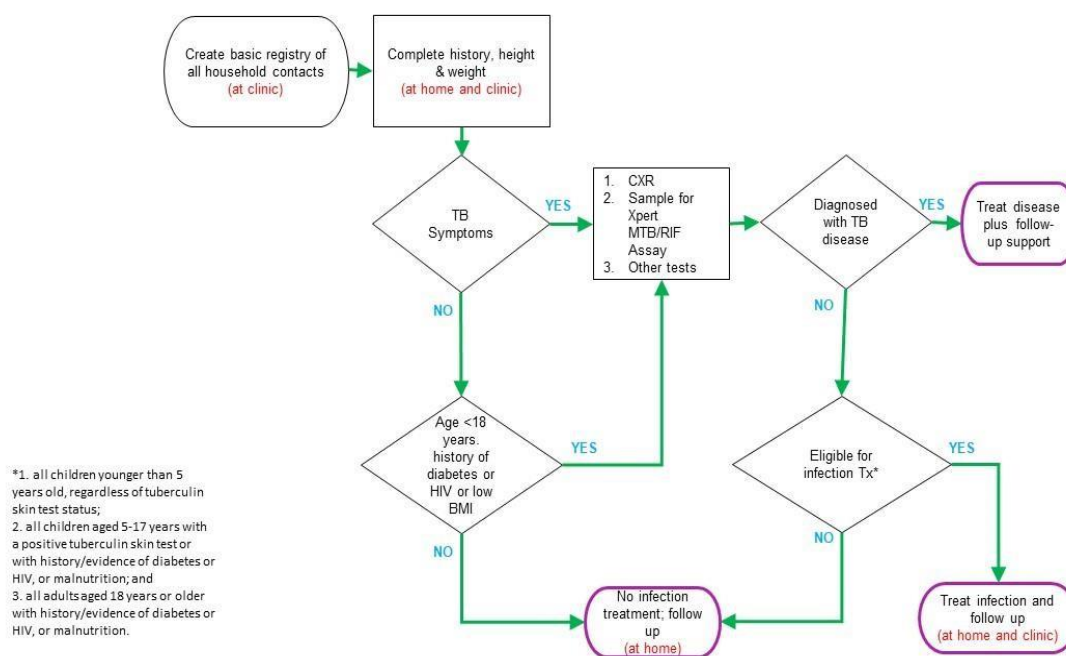 Create basic registry of
all household contacts
(at clinic)
Complete history, height
& weight
(at home and clinic)
TB
Symptoms
YES
NO
1. CXR
2. Sample for
Xpert
MTB/RIF
Assay
3. Other tests
Diagnosed
with TB
disease
YES
NO
Treat disease
plus follow-
up support
Age <18
years.
history of
diabetes or
HIV or low
BMI
YES
NO
Eligible for
infection Tx*
YES
NO
No infection
treatment; follow
up
(at home)
Treat infection and
follow up
(at home and clinic)
*1. all children younger than 5
years old, regardless of tuberculin
skin test status;
2. all children aged 5-17 years with
a positive tuberculin skin test or
with history/evidence of diabetes or
HIV, or malnutrition; and
3. all adults aged 18 years or older
with history/evidence of diabetes or
HIV, or malnutrition.